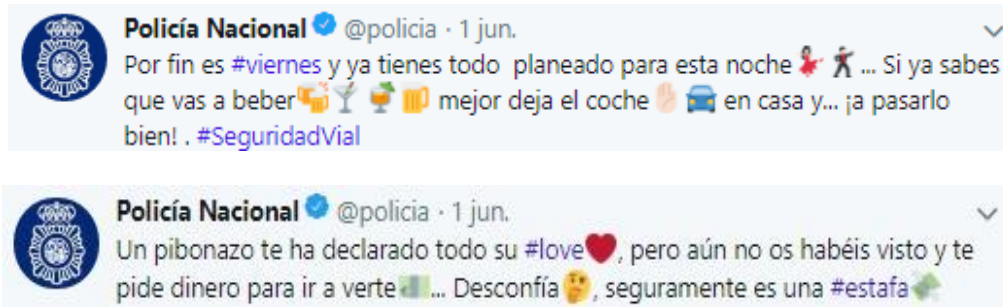 Policía Nacional @policia · 1 jun.
Por fin es #viernes y ya tienes todo planeado para esta noche 💃 🕺 ... Si ya sabes
que vas a beber🍻🍸 🍹 🍺 mejor deja el coche ✋ 🚘 en casa y... ¡a pasarlo
bien! . #SeguridadVial
Policía Nacional @policia · 1 jun.
Un pibonazo te ha declarado todo su #love❤, pero aún no os habéis visto y te
pide dinero para ir a verte💶... Desconfía🤔, seguramente es una #estafa💸